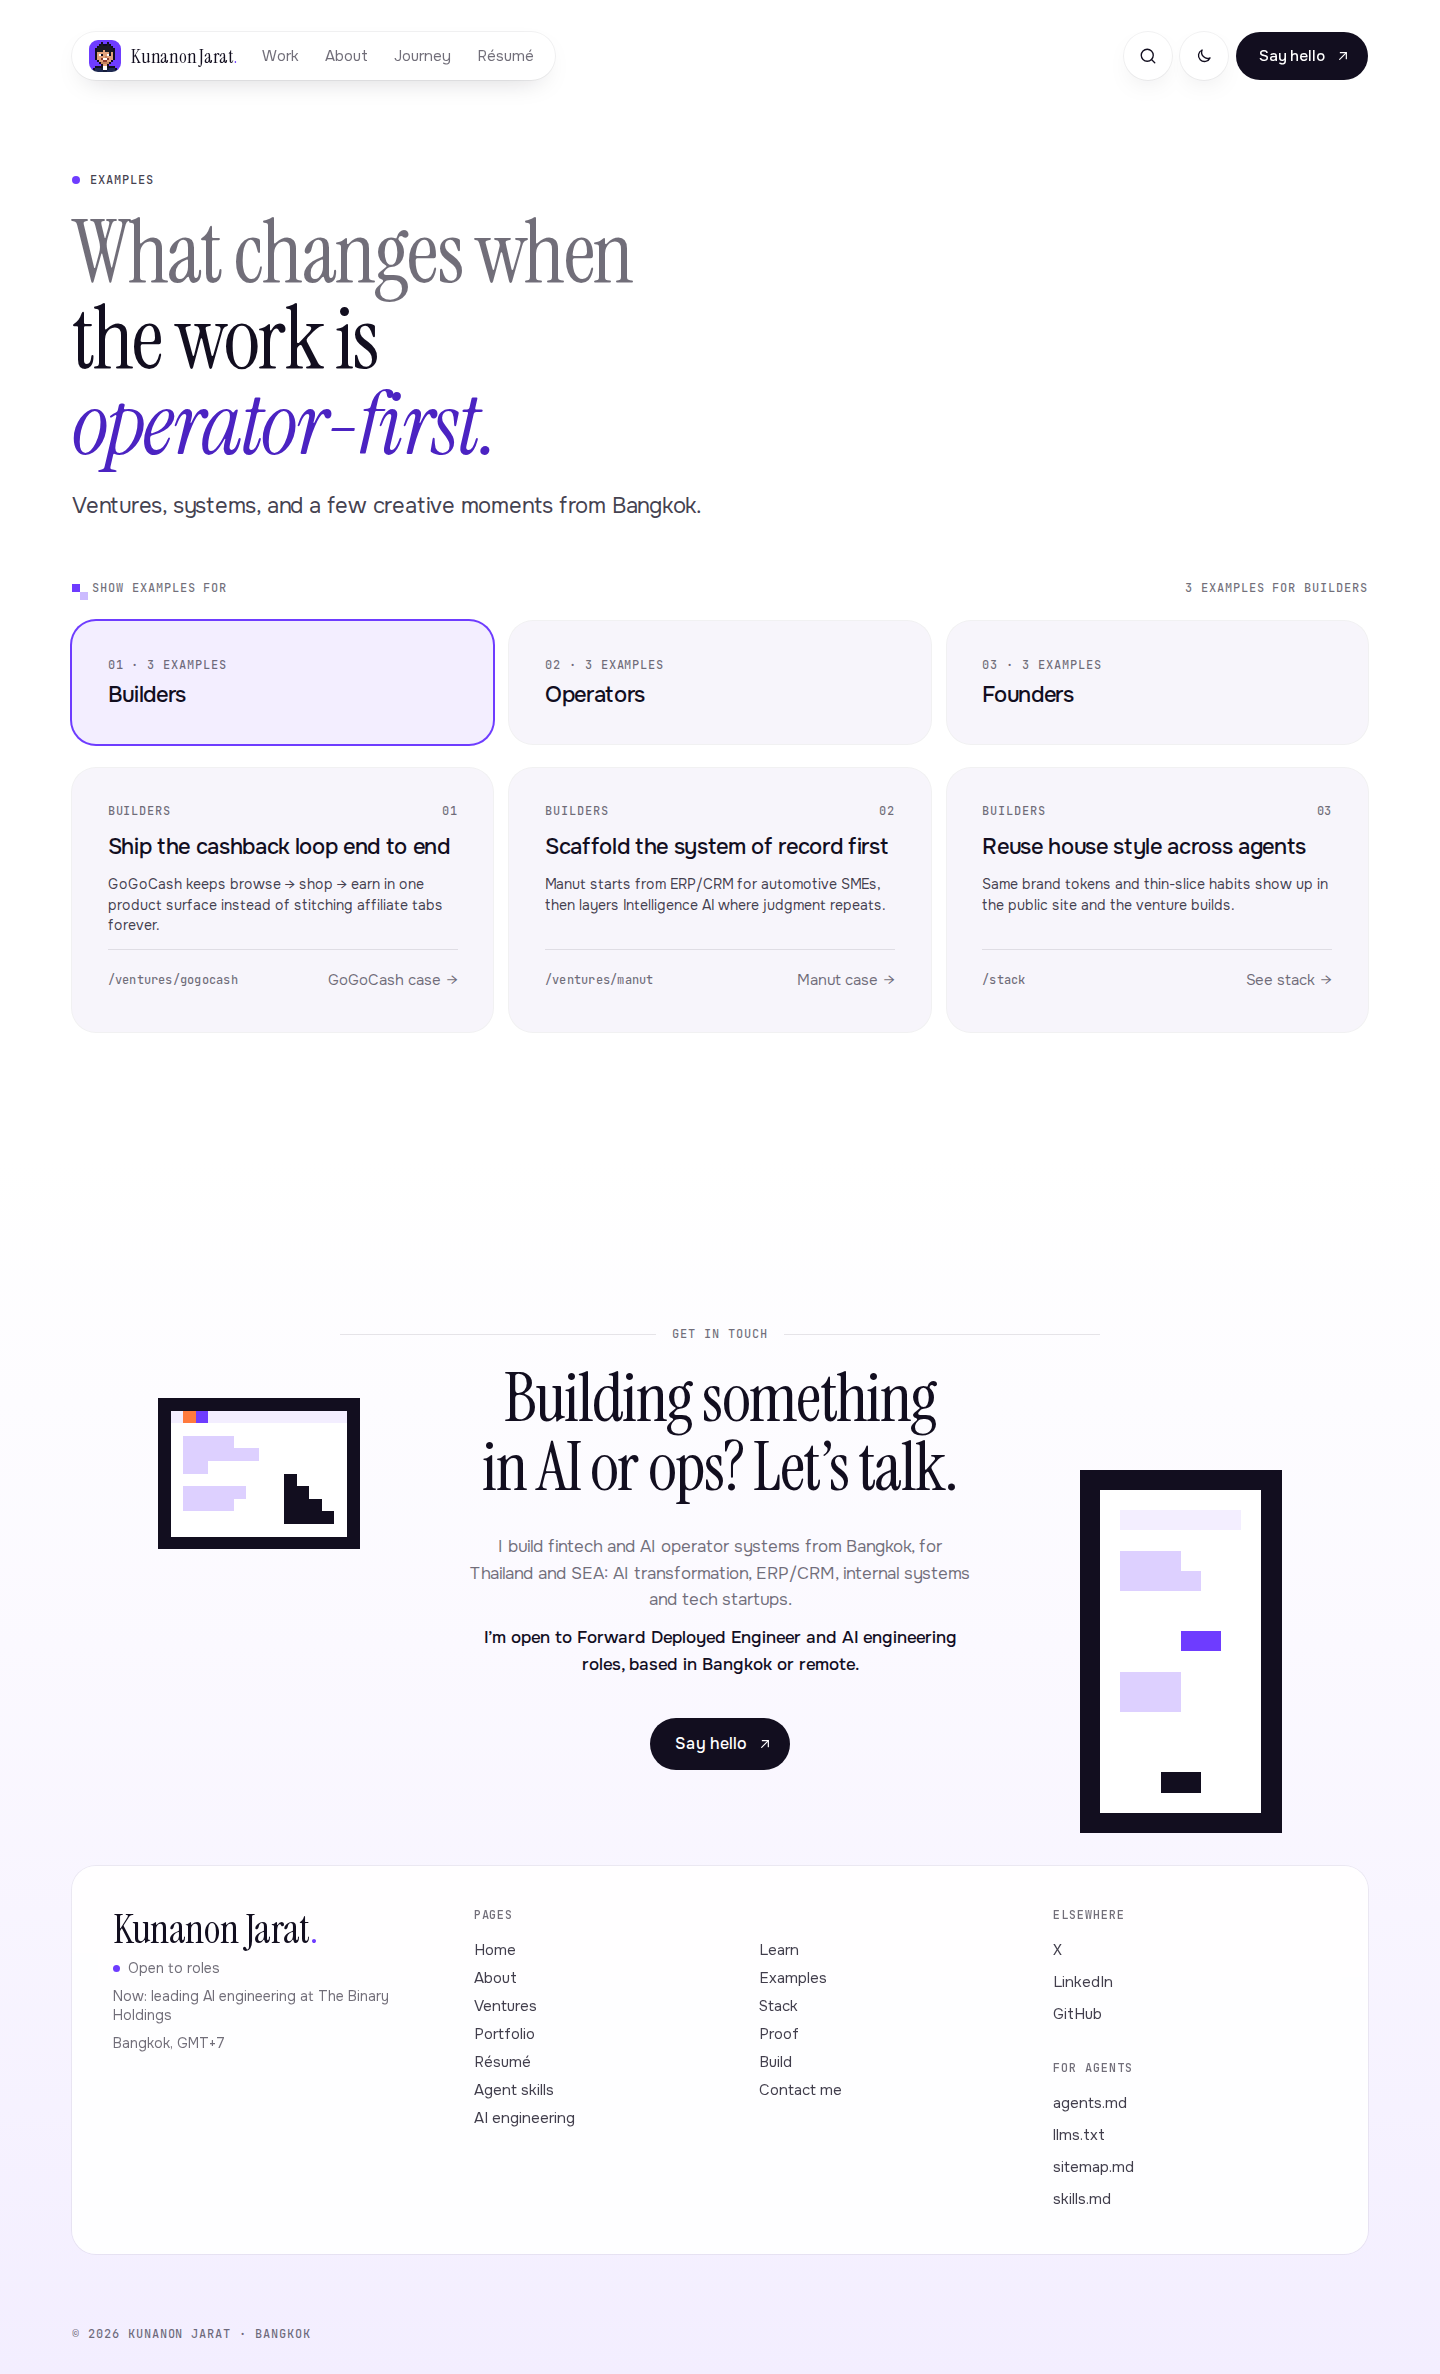 Kunanon Jarat.
Work
About
Journey
Résumé
Say hello
EXAMPLES
What changes when
the work is
operator-first.
Ventures, systems, and a few creative moments from Bangkok.
SHOW EXAMPLES FOR
3 EXAMPLES FOR BUILDERS
01 · 3 EXAMPLES
Builders
02 · 3 EXAMPLES
Operators
03 · 3 EXAMPLES
Founders
BUILDERS 01
Ship the cashback loop end to end
GoGoCash keeps browse → shop → earn in one
product surface instead of stitching affiliate tabs
forever.
/ventures/gogocash GoGoCash case →
BUILDERS 02
Scaffold the system of record first
Manut starts from ERP/CRM for automotive SMEs,
then layers Intelligence AI where judgment repeats.
/ventures/manut Manut case →
BUILDERS 03
Reuse house style across agents
Same brand tokens and thin-slice habits show up in
the public site and the venture builds.
/stack See stack →
GET IN TOUCH
Building something
in AI or ops? Let’s talk.
I build fintech and AI operator systems from Bangkok, for
Thailand and SEA: AI transformation, ERP/CRM, internal systems
and tech startups.
I’m open to Forward Deployed Engineer and AI engineering
roles, based in Bangkok or remote.
Say hello
Kunanon Jarat.
Open to roles
Now: leading AI engineering at The Binary
Holdings
Bangkok, GMT+7
PAGES
Home
About
Ventures
Portfolio
Résumé
Agent skills
AI engineering
Learn
Examples
Stack
Proof
Build
Contact me
ELSEWHERE
X
LinkedIn
GitHub
FOR AGENTS
agents.md
llms.txt
sitemap.md
skills.md
© 2026 KUNANON JARAT · BANGKOK